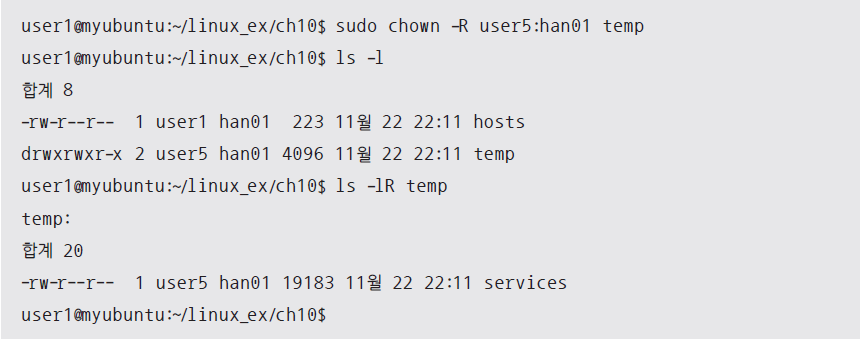 user1@myubuntu:~/linux_ex/ch10$ sudo chown -R user5:han01 temp
user1@myubuntu:~/linux_ex/ch10$ ls -l
합계 8
-rw-r--r-- 1 user1 han01 223 11월 22 22:11 hosts
drwxrwxr-x 2 user5 han01 4096 11월 22 22:11 temp
user1@myubuntu:~/linux_ex/ch10$ ls -lR temp
temp:
합계 20
-rw-r--r-- 1 user5 han01 19183 11월 22 22:11 services
user1@myubuntu:~/linux_ex/ch10$